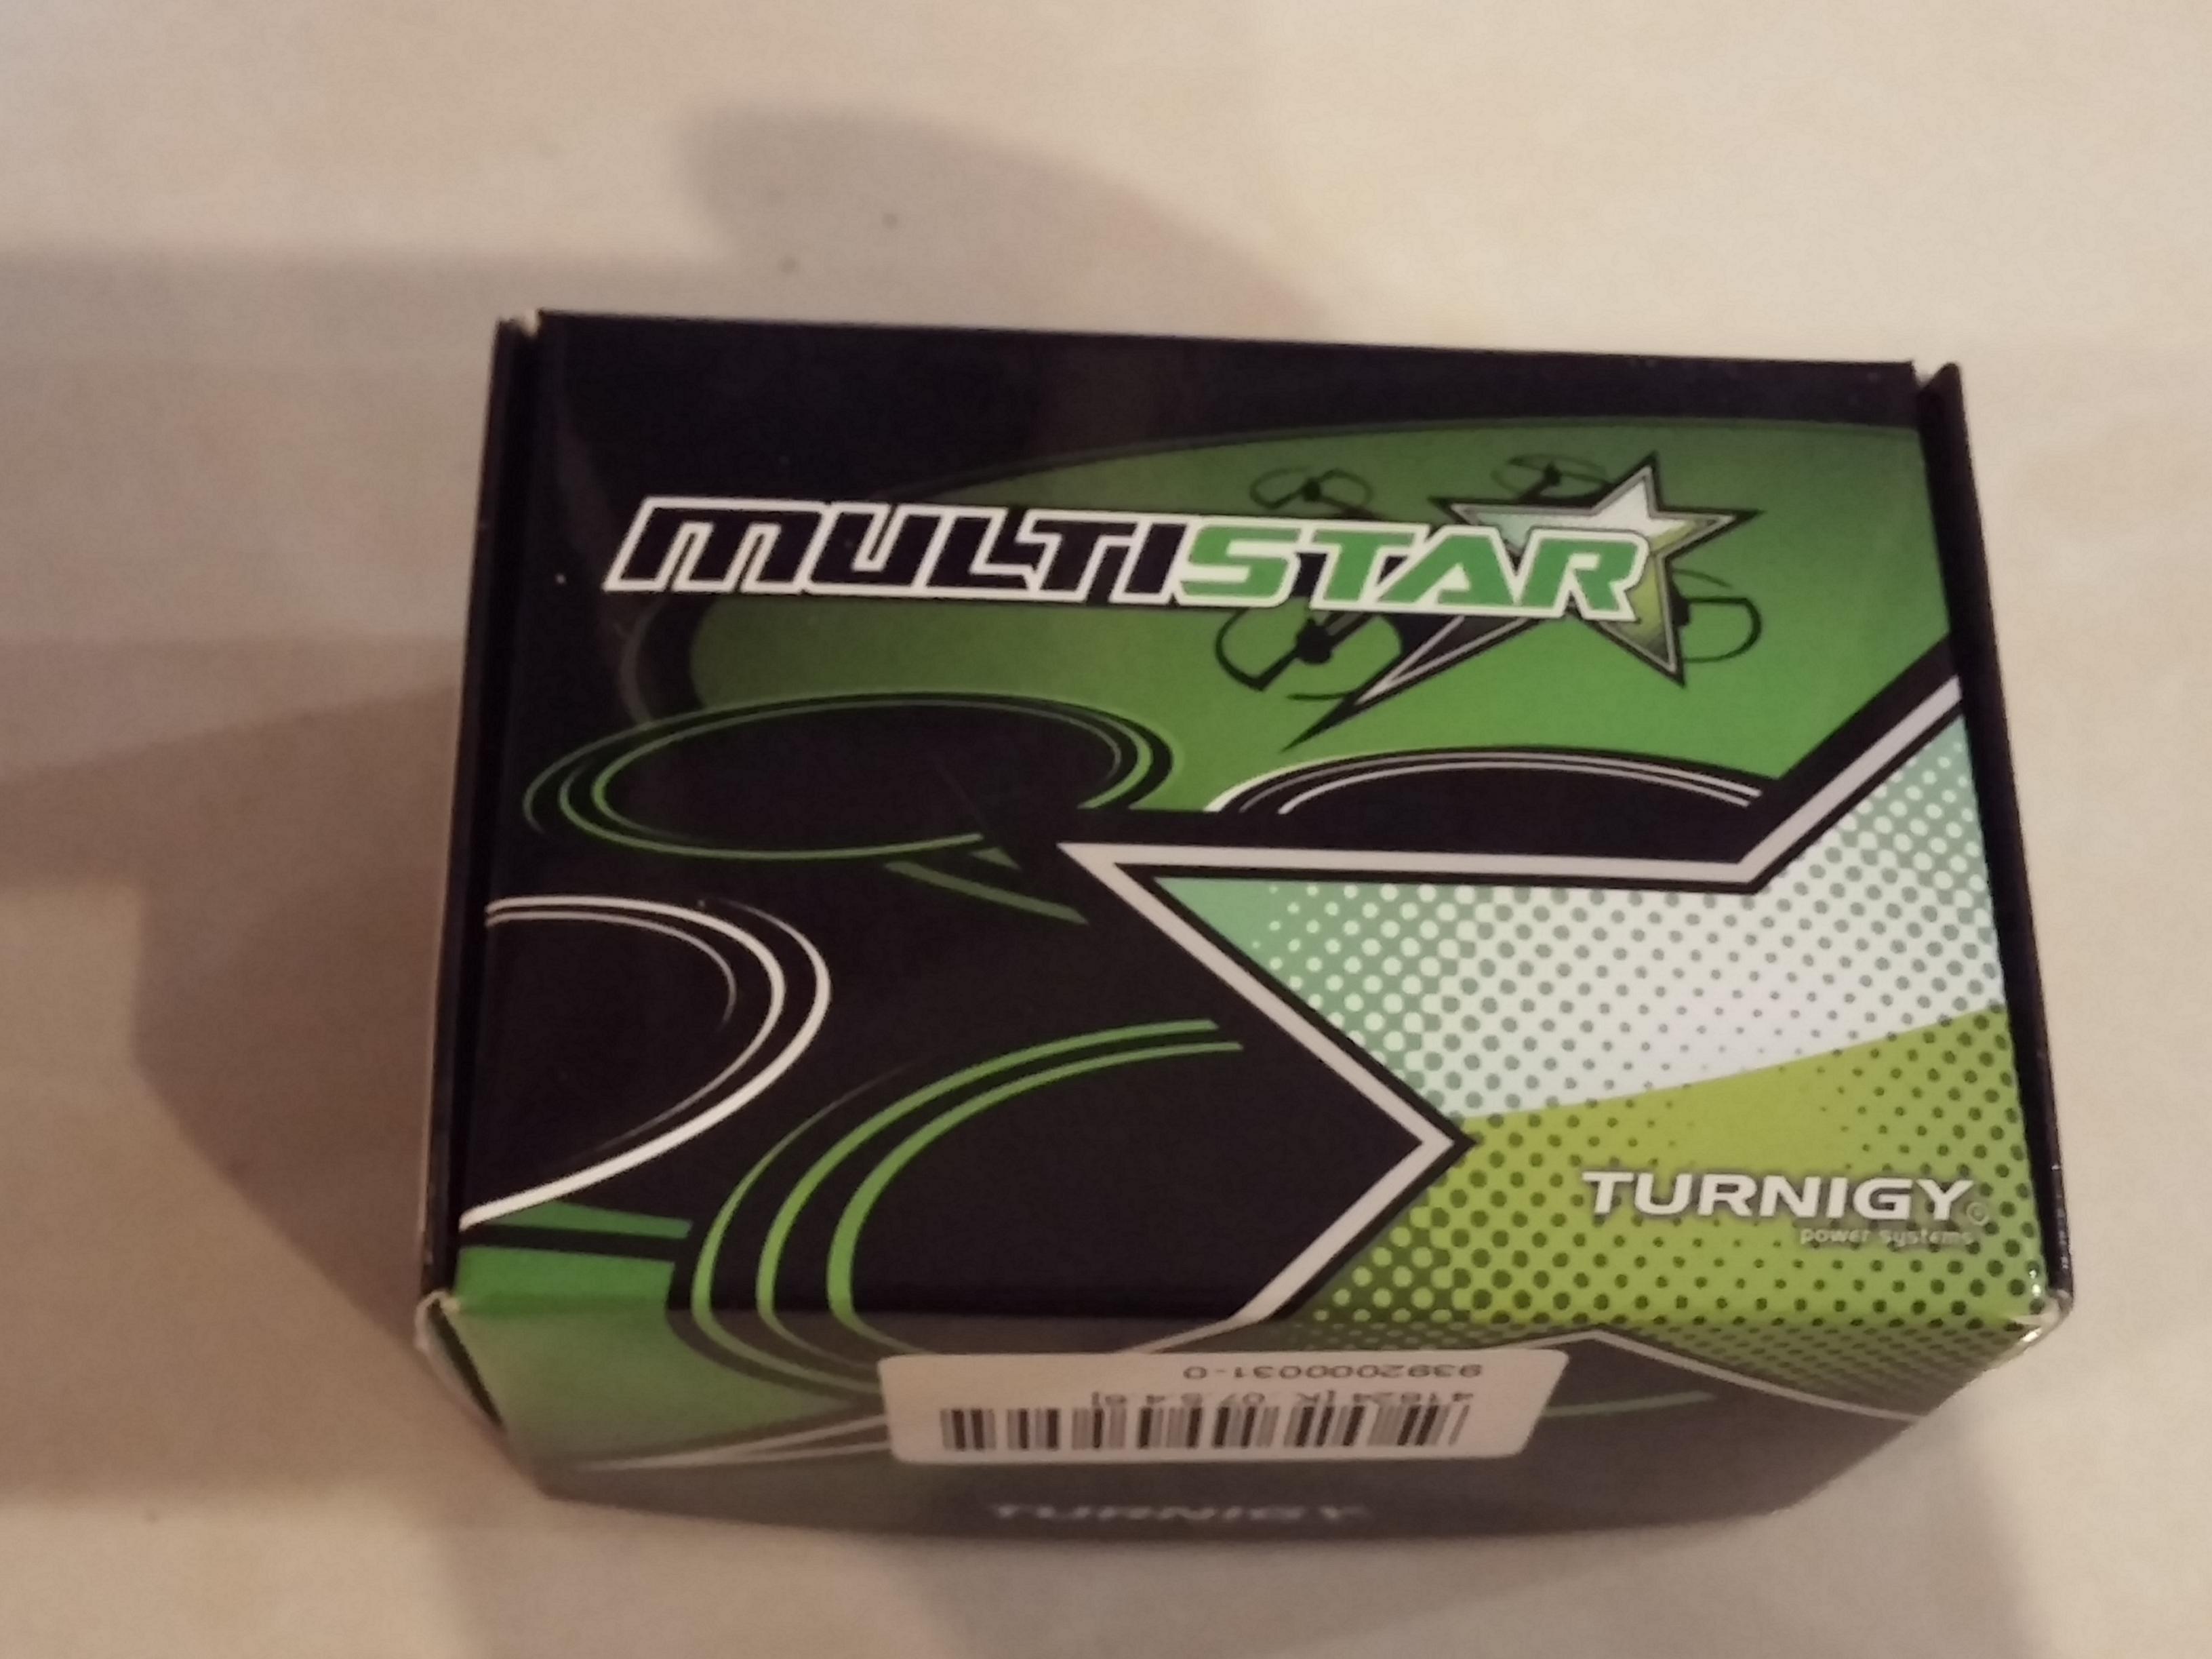 MULTISTAR
TURNIGY©
power systems
9392000031-0
TURNIGY